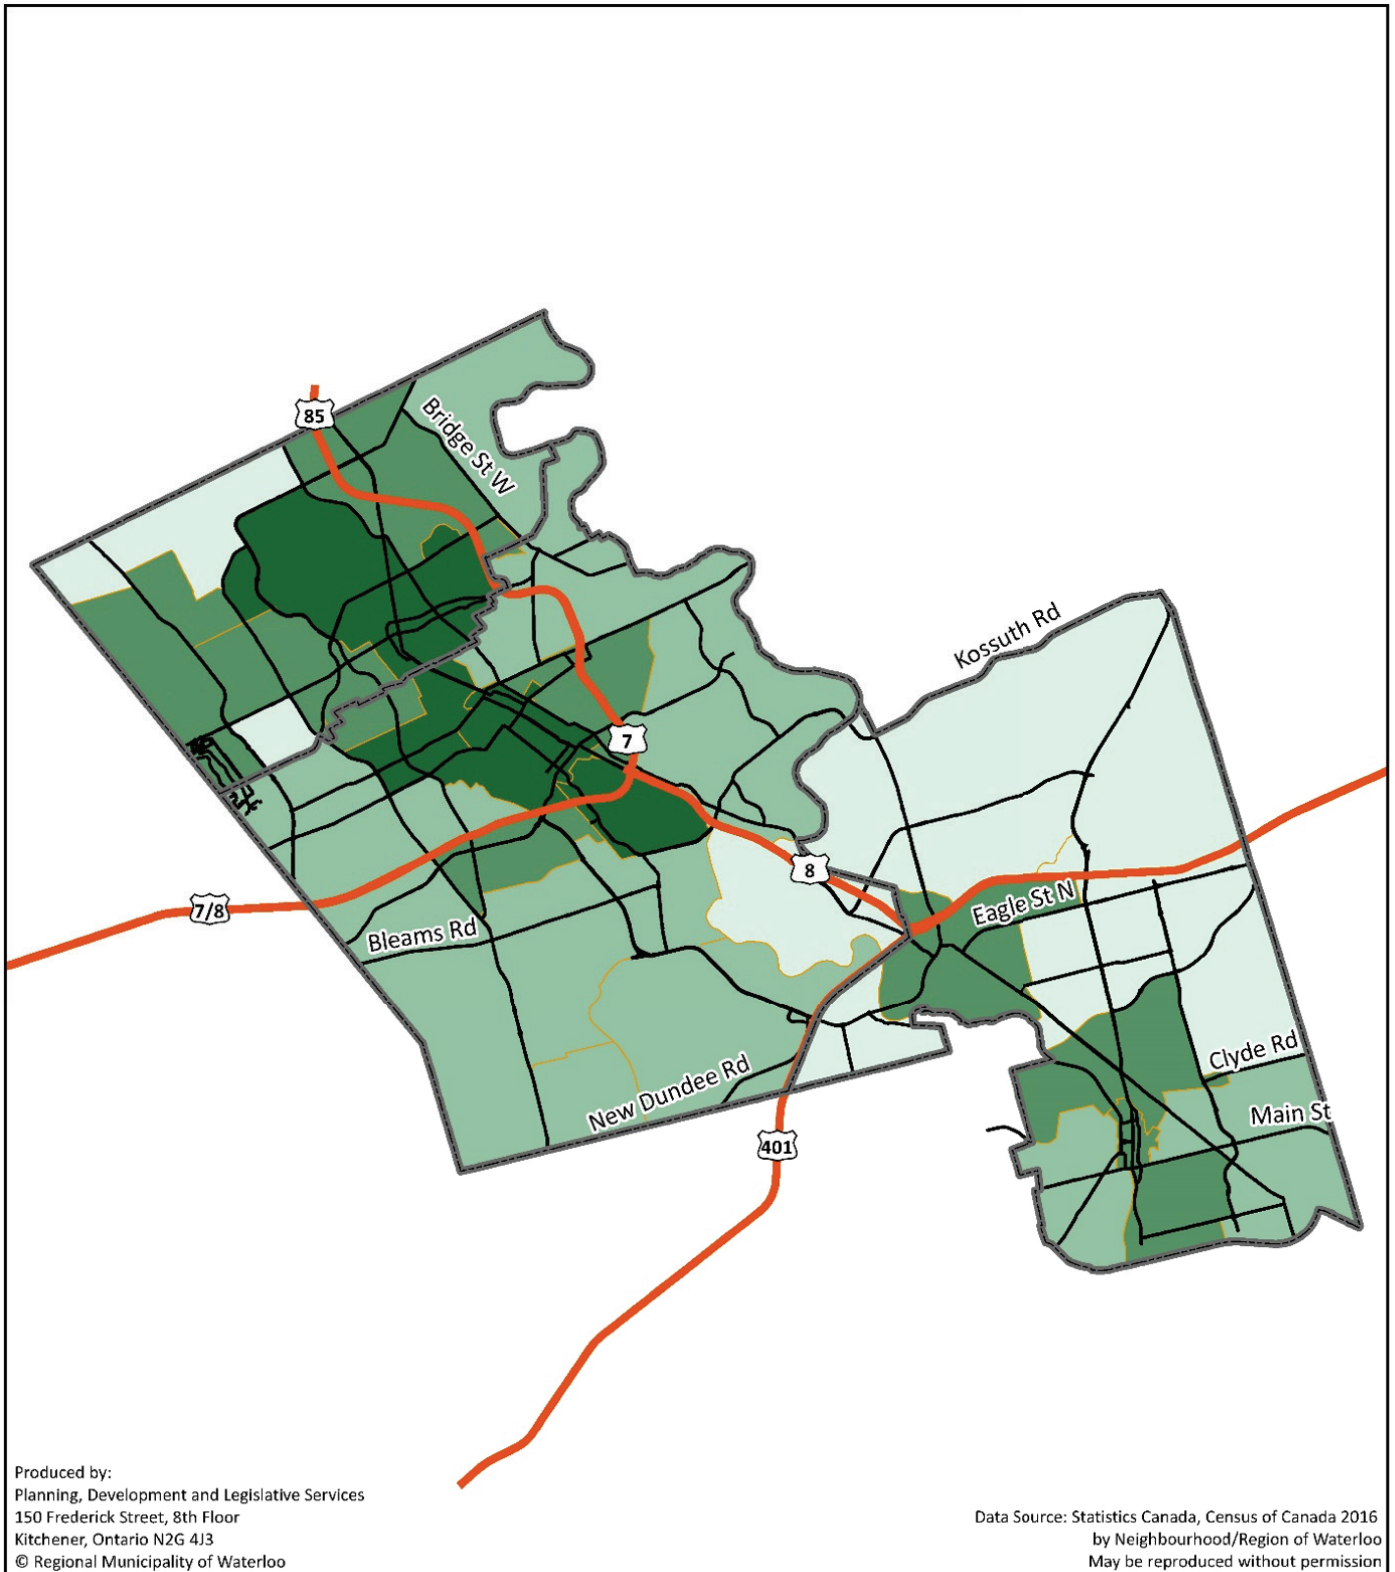 85
Bridge St W
Kossuth Rd
7
8
7/8
Eagle St N
Bleams Rd
Clyde Rd
New Dundee Rd
Main St
401
Produced by:
Planning, Development and Legislative Services
150 Frederick Street, 8th Floor
Kitchener, Ontario N2G 4J3
© Regional Municipality of Waterloo
Data Source: Statistics Canada, Census of Canada 2016
by Neighbourhood/Region of Waterloo
May be reproduced without permission